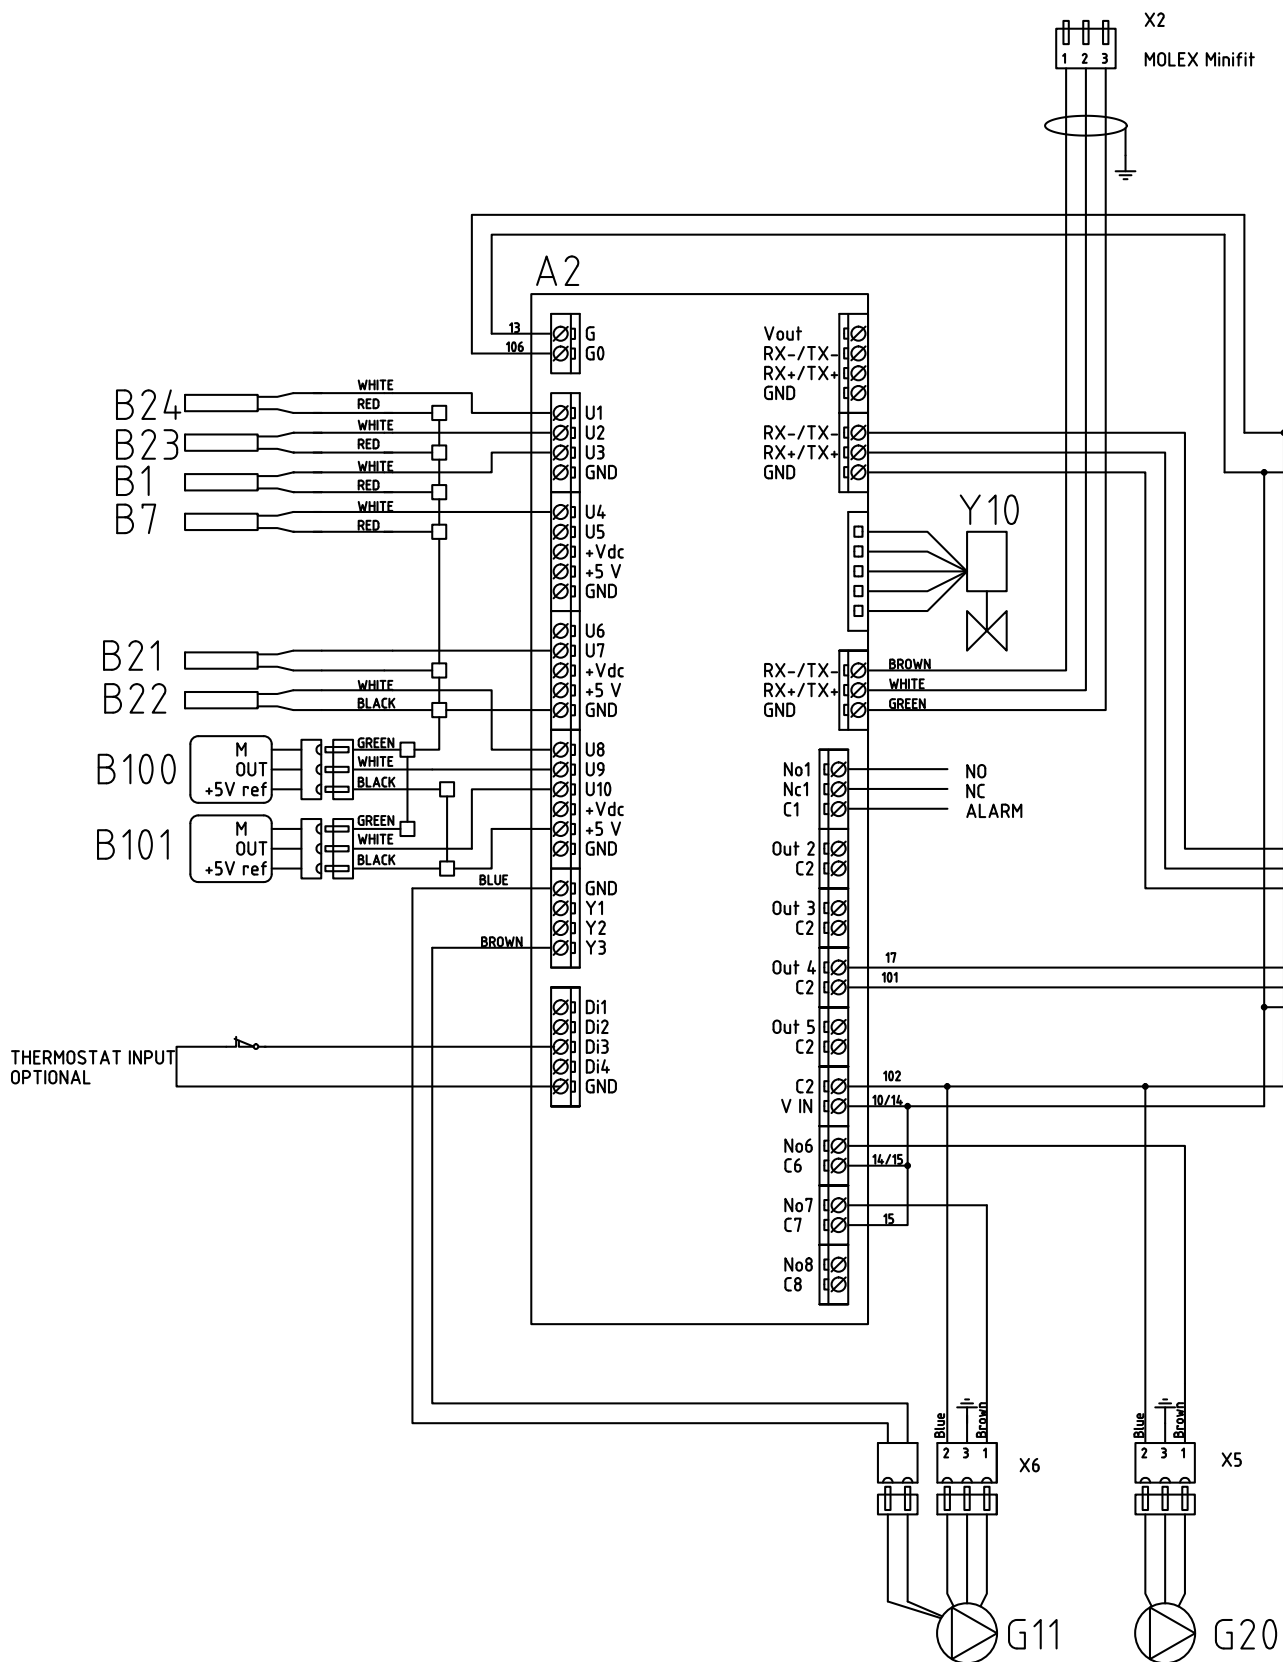 X2
1 2 3
MOLEX Minifit
A2
13
G
106
G0
Vout
RX-/TX-
RX+/TX+
GND
B24
WHITE
RED
U1
B23
WHITE
RED
U2
B1
WHITE
RED
U3
GND
B7
WHITE
RED
U4
U5
+Vdc
+5 V
GND
RX-/TX-
RX+/TX+
GND
Y10
B21
U6
U7
+Vdc
B22
WHITE
BLACK
+5 V
GND
RX-/TX-
BROWN
RX+/TX+
WHITE
GND
GREEN
B100
M
OUT
+5V ref
GREEN
WHITE
BLACK
U8
U9
U10
+Vdc
+5 V
GND
B101
M
OUT
+5V ref
GREEN
WHITE
BLACK
No1
NO
Nc1
NC
C1
ALARM
Out 2
C2
BLUE
GND
Y1
Y2
BROWN
Y3
Out 3
C2
Out 4
17
C2
101
THERMOSTAT INPUT
OPTIONAL
Di1
Di2
Di3
Di4
GND
Out 5
C2
C2
102
V IN
10/14
No6
C6
14/15
No7
C7
15
No8
C8
Blue
Brown
2 3 1
X6
Blue
Brown
2 3 1
X5
G11
G20